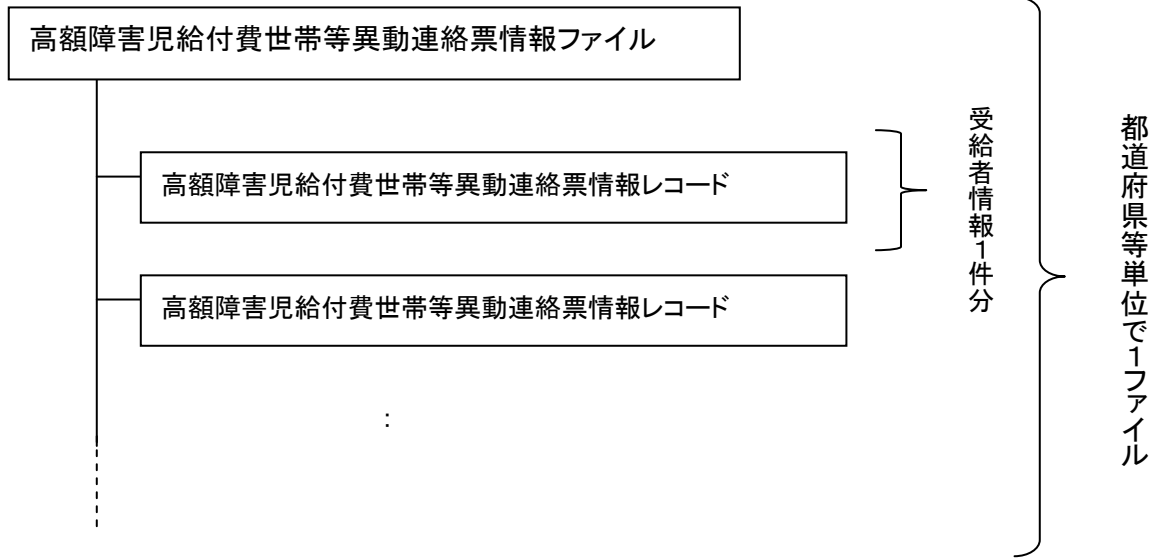 高額障害児給付費世帯等異動連絡票情報ファイル
高額障害児給付費世帯等異動連絡票情報レコード
高額障害児給付費世帯等異動連絡票情報レコード
:
受給者情報1件分
都道府県等単位で1ファイル